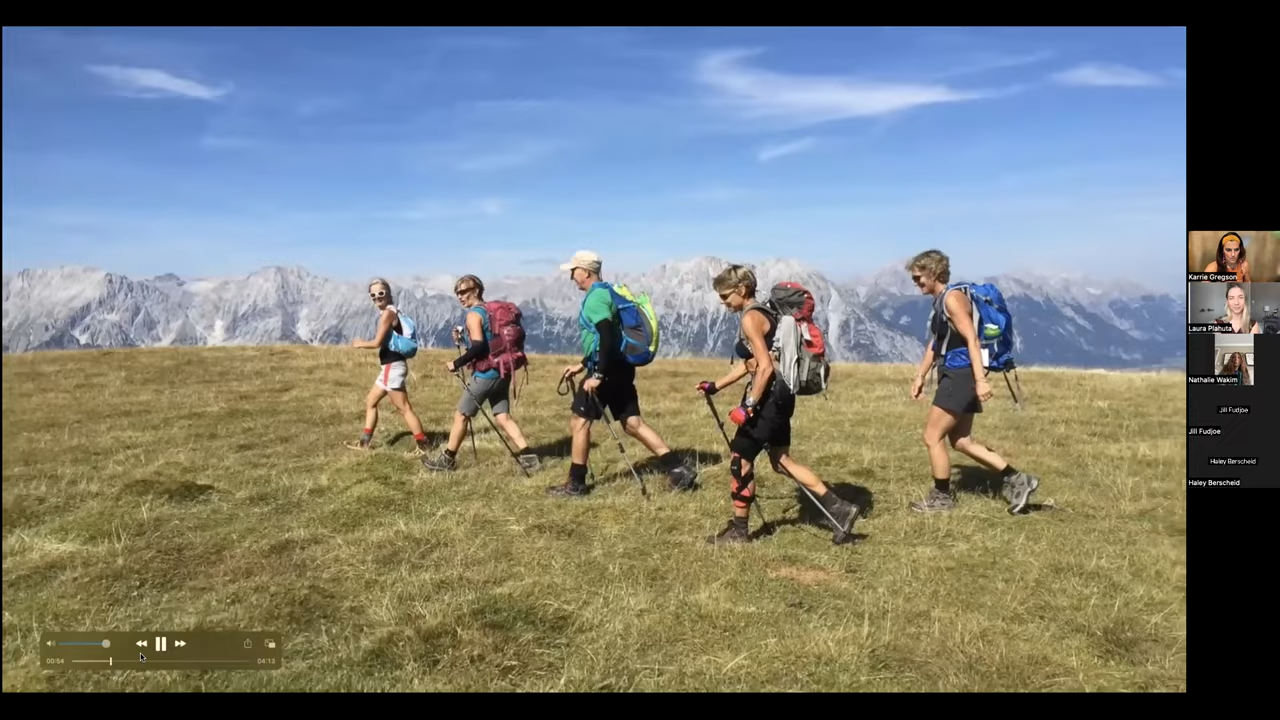 Karrie Gregson
Laura Plahuta
Nathalie Wakim
Jill Fudjoe
Jill Fudjoe
Haley Berscheid
Haley Berscheid
00:54
04:13